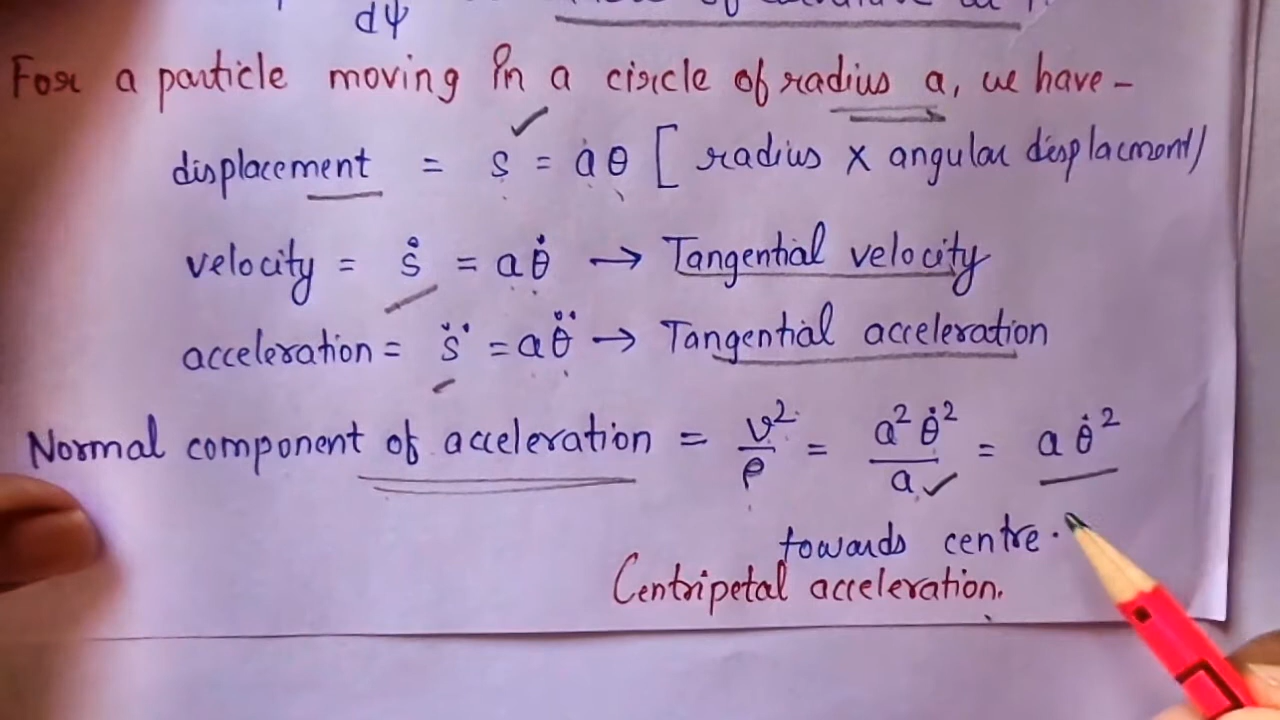 dψ
For a particle moving in a circle of radius a, we have –
displacement = s = aθ [ radius × angular displacment/
velocity = ṡ = aθ̇ → Tangential velocity
acceleration = s̈ = aθ̈ → Tangential acceleration
Normal component of acceleration = v²/ρ = a²θ̇²/a = aθ̇²
towards centre.
Centripetal acceleration.